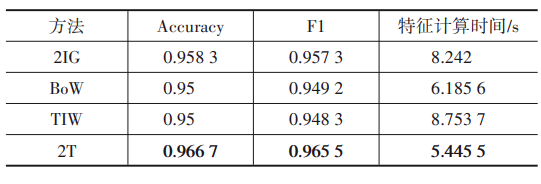 方法 Accuracy F1 特征计算时间/s
2IG 0.958 3 0.957 3 8.242
BoW 0.95 0.949 2 6.185 6
TIW 0.95 0.948 3 8.753 7
2T 0.966 7 0.965 5 5.445 5